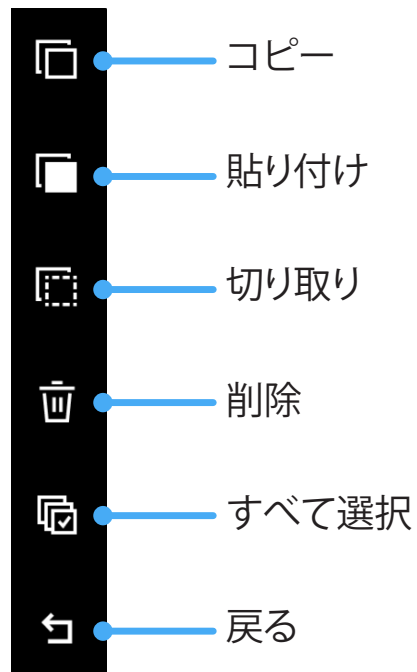 コピー
貼り付け
切り取り
削除
すべて選択
戻る